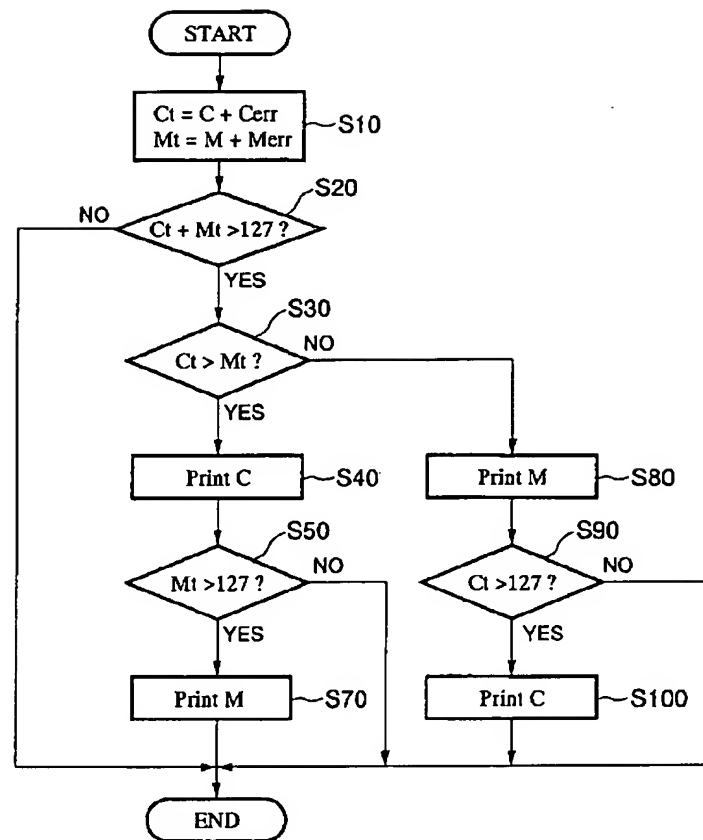 START
Ct = C + Cerr
Mt = M + Merr
S10
S20
NO
Ct + Mt >127 ?
YES
S30
NO
Ct > Mt ?
YES
Print C
S40
Print M
S80
S50
S90
Mt >127 ?
NO
Ct >127 ?
NO
YES
YES
Print M
S70
Print C
S100
END